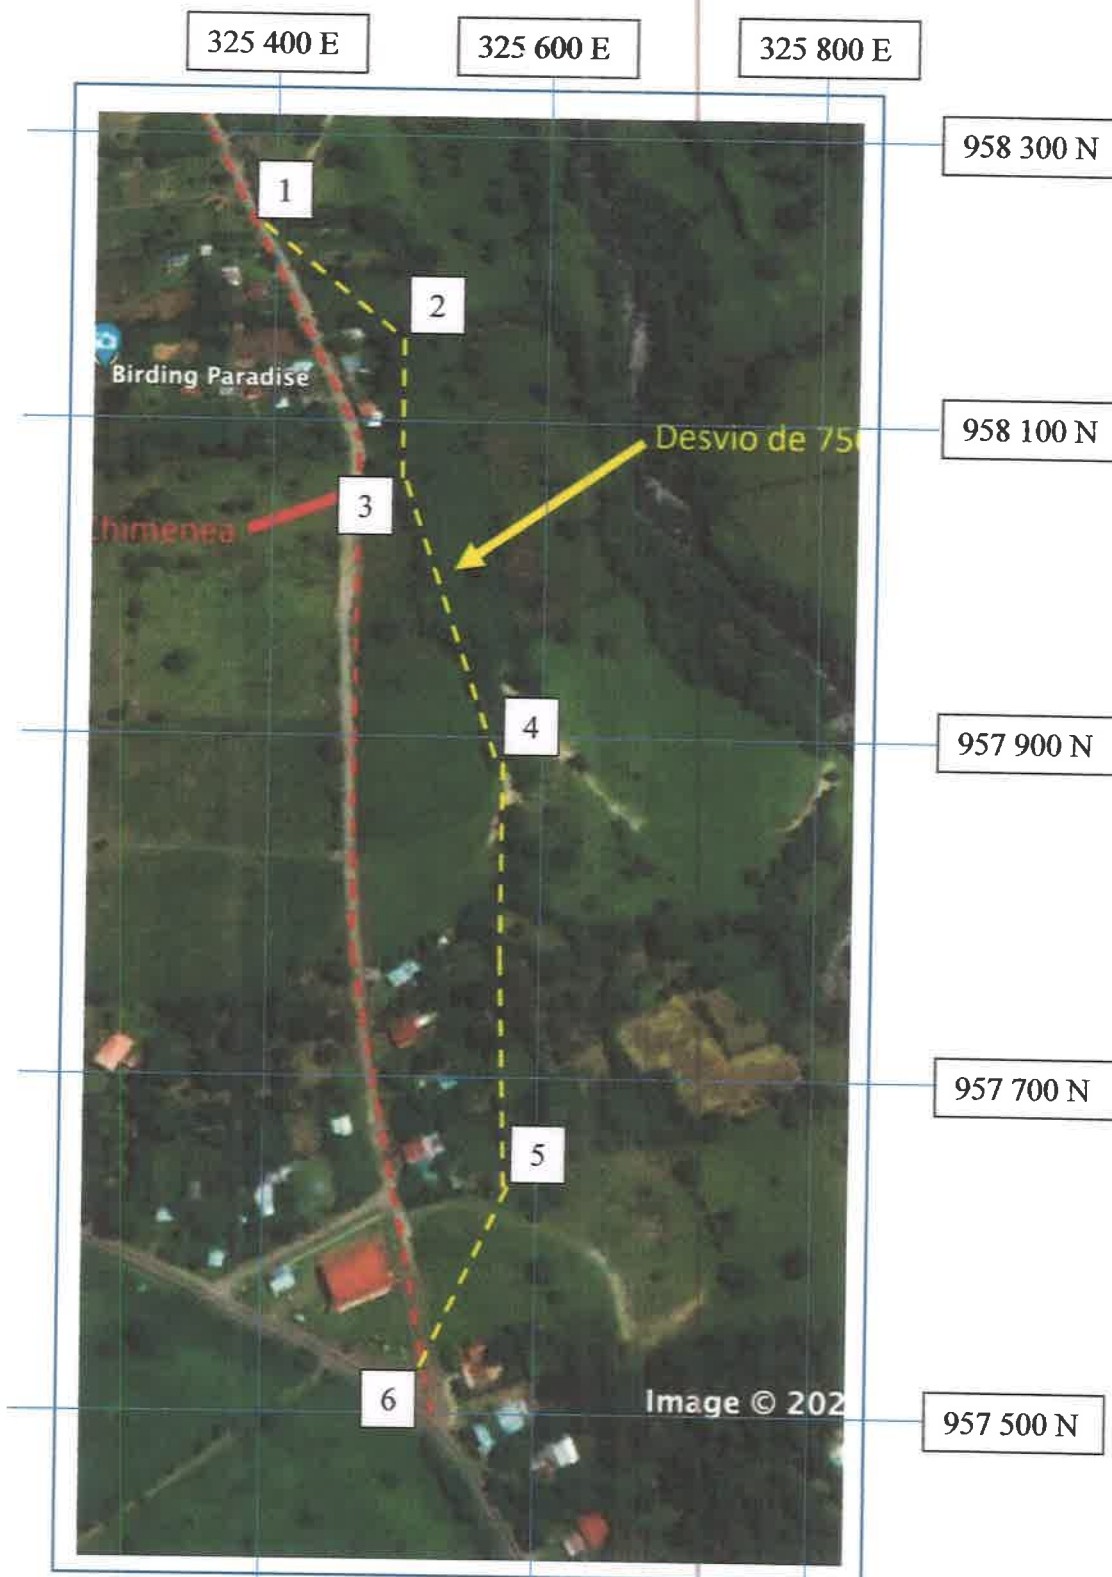 325 400 E
325 600 E
325 800 E
958 300 N
1
2
Birding Paradise
958 100 N
Desvio de 75
3
himenea
4
957 900 N
957 700 N
5
6
Image © 202
957 500 N